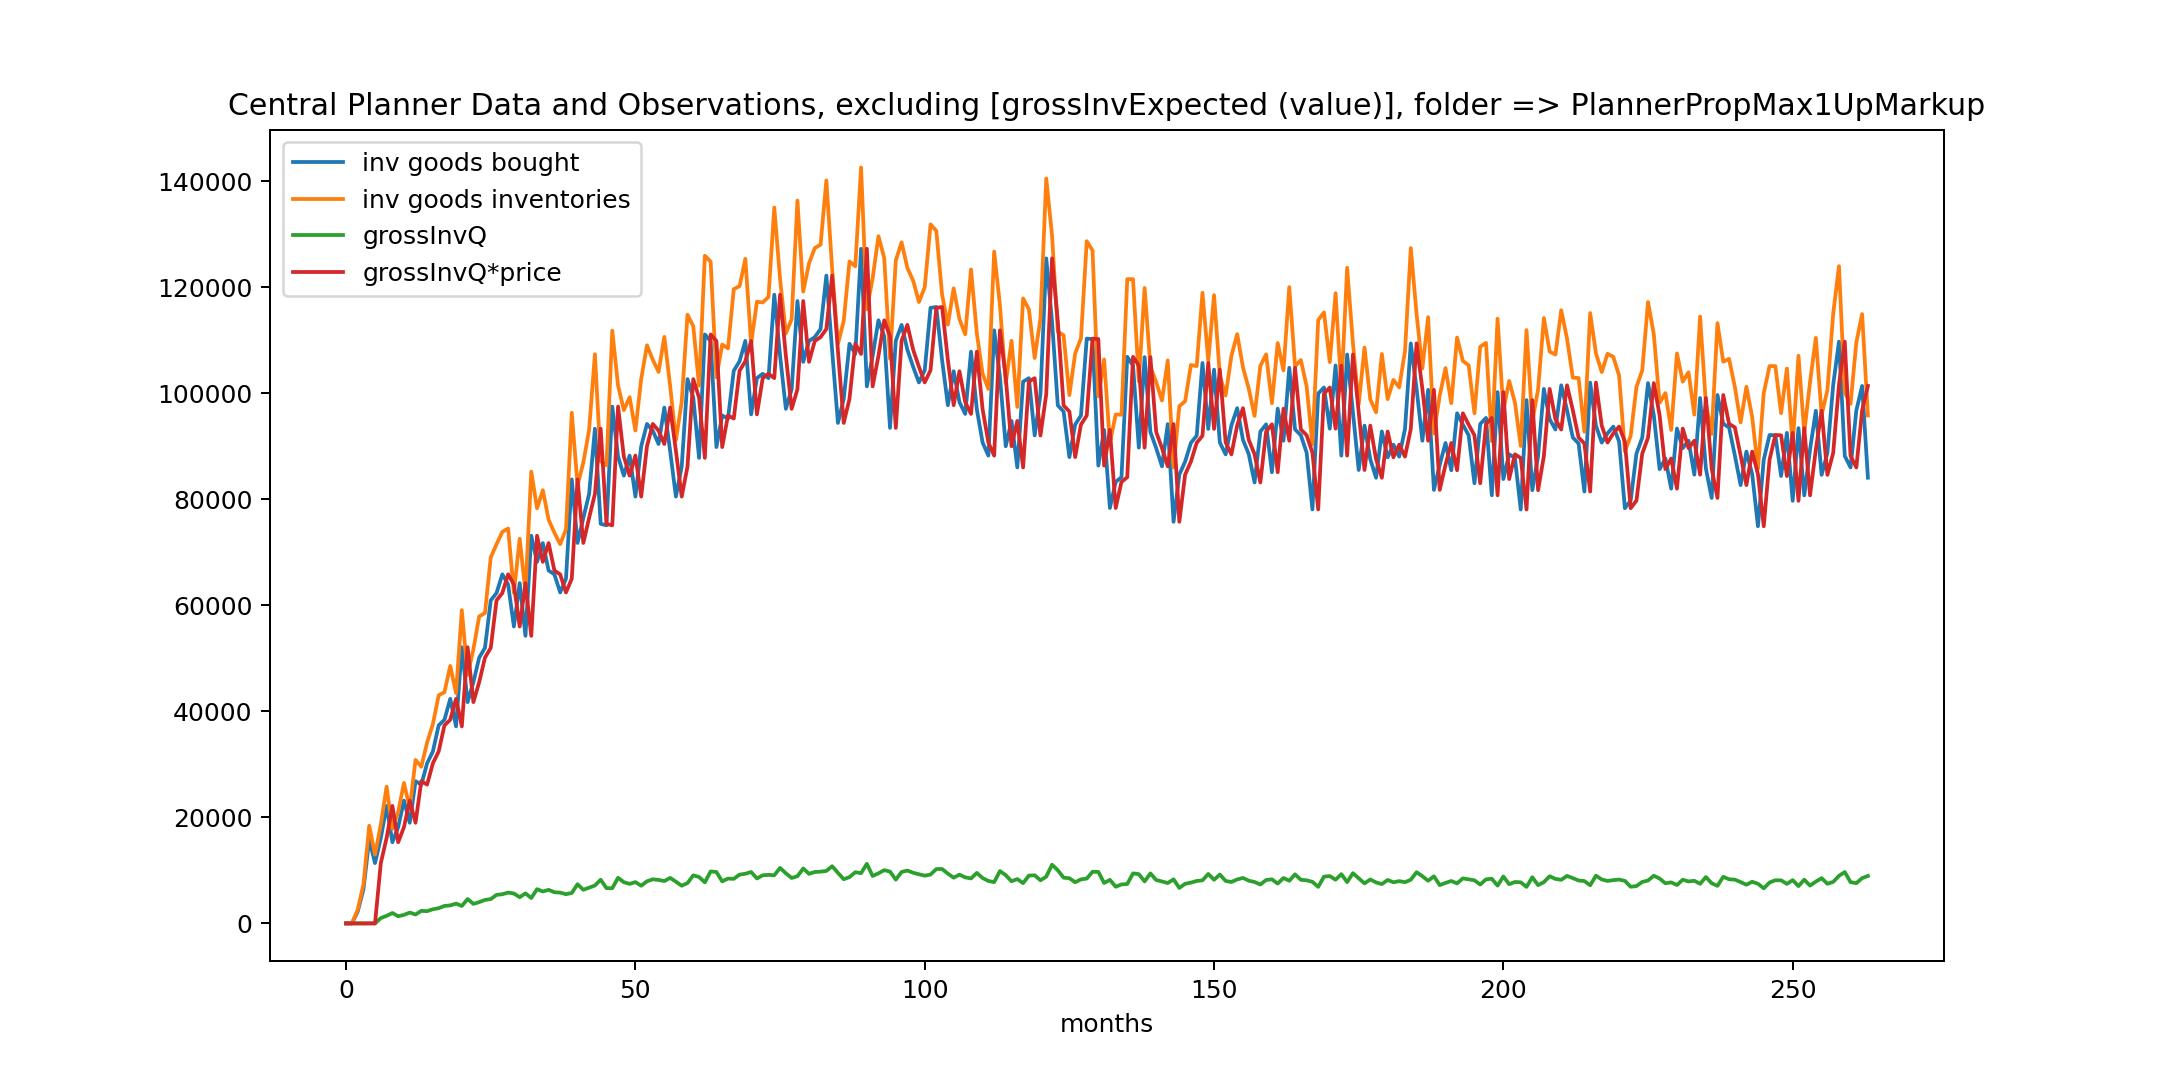 Central Planner Data and Observations, excluding [grossInvExpected (value)], folder => PlannerPropMax1UpMarkup
inv goods bought
inv goods inventories
grossInvQ
grossInvQ*price
140000
120000
100000
80000
60000
40000
20000
0
0 50 100 150 200 250
months